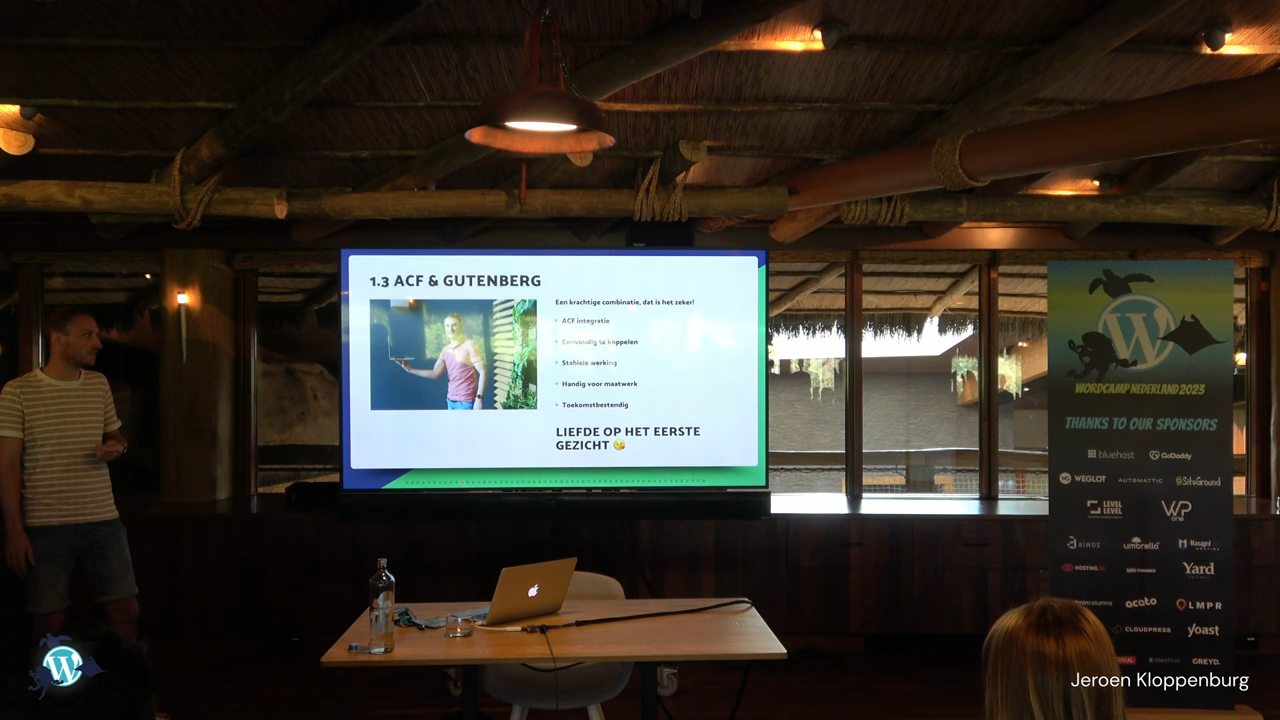 1.3 ACF & GUTENBERG
Een krachtige combinatie, dat is het zeker!
ACF integratie
Eenvoudig te koppelen
Stabiele werking
Handig voor maatwerk
Toekomstbestendig
LIEFDE OP HET EERSTE
GEZICHT 😘
WORDCAMP NEDERLAND 2023
THANKS TO OUR SPONSORS
bluehost GoDaddy
WEGLOT AUTOMATTIC SiteGround
LEVEL LEVEL WP one
aiwos umbrella Managed
HOSTING Yard
acato LMPR
CLOUDPRESS yoast
GREYD.
Jeroen Kloppenburg